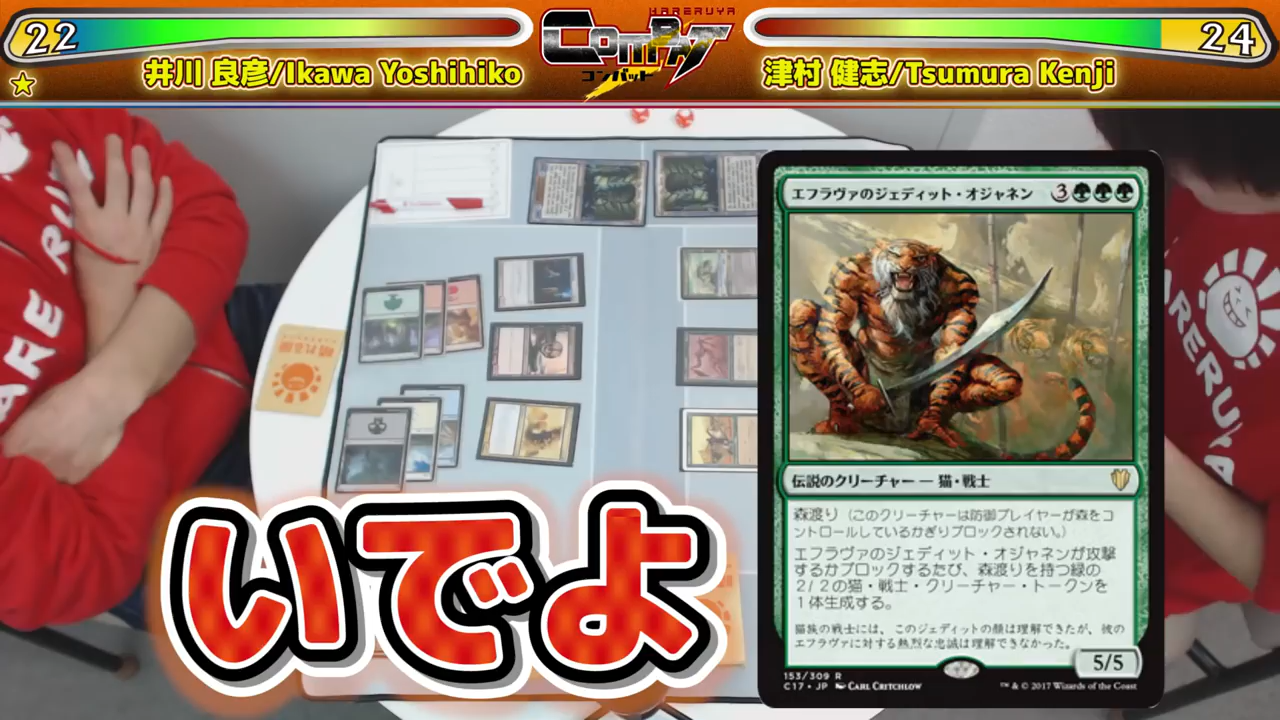 22
HARERUYA
COMBAT
コンバット
24
井川 良彦/Ikawa Yoshihiko
津村 健志/Tsumura Kenji
エフラヴァのジェディット・オジャネン 3
伝説のクリーチャー ― 猫・戦士
森渡り（このクリーチャーは防御プレイヤーが森をコ
ントロールしているかぎりブロックされない。）
エフラヴァのジェディット・オジャネンが攻撃
するかブロックするたび、森渡りを持つ緑の
2/2の猫・戦士・クリーチャー・トークンを
1体生成する。
猫族の戦士には、このジェディットの顔は理解できたが、彼の
エフラヴァに対する熱烈な忠誠は理解できなかった。
5/5
153/309 R
C17・JP CARL CRITCHLOW
™ & © 2017 Wizards of the Coast
いでよ
晴れる屋